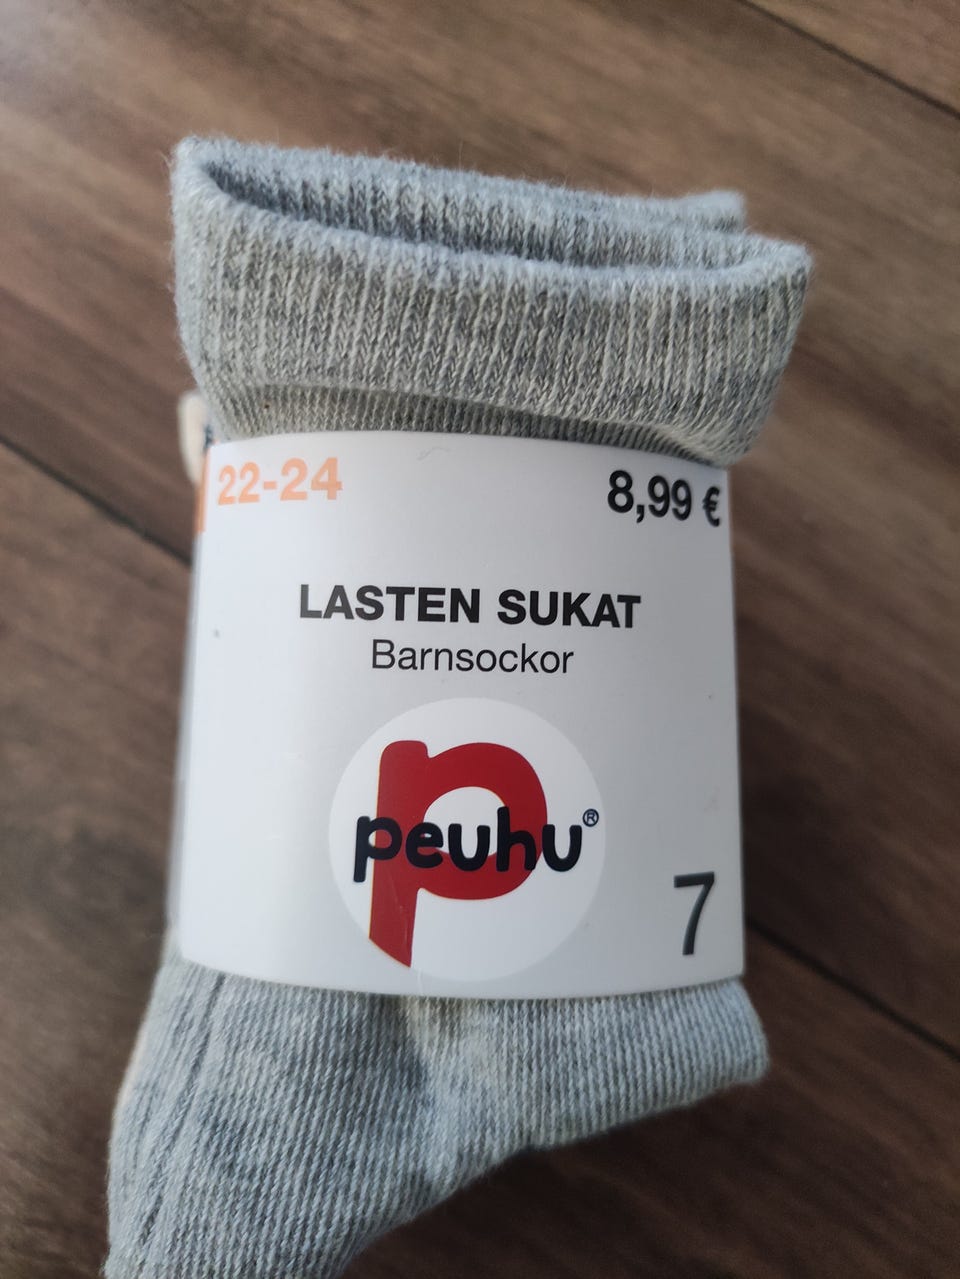 22-24
8,99 €
LASTEN SUKAT
Barnsockor
peuhu®
7